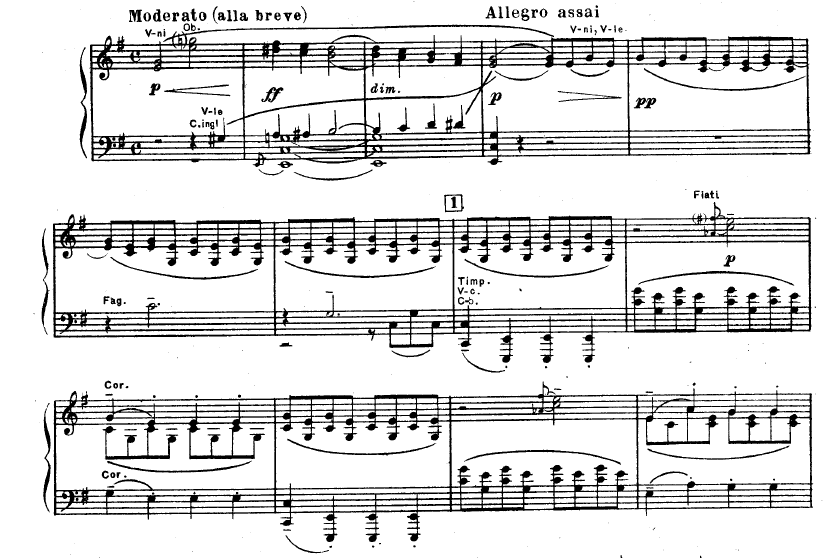 Moderato (alla breve)
Allegro assai
V-ni
Ob.
V-ni, V-le
p
ff
dim.
p
pp
V-le
C.ingl
1
Fiati
p
Fag.
Timp.
V-c.
C-b.
Cor.
Cor.